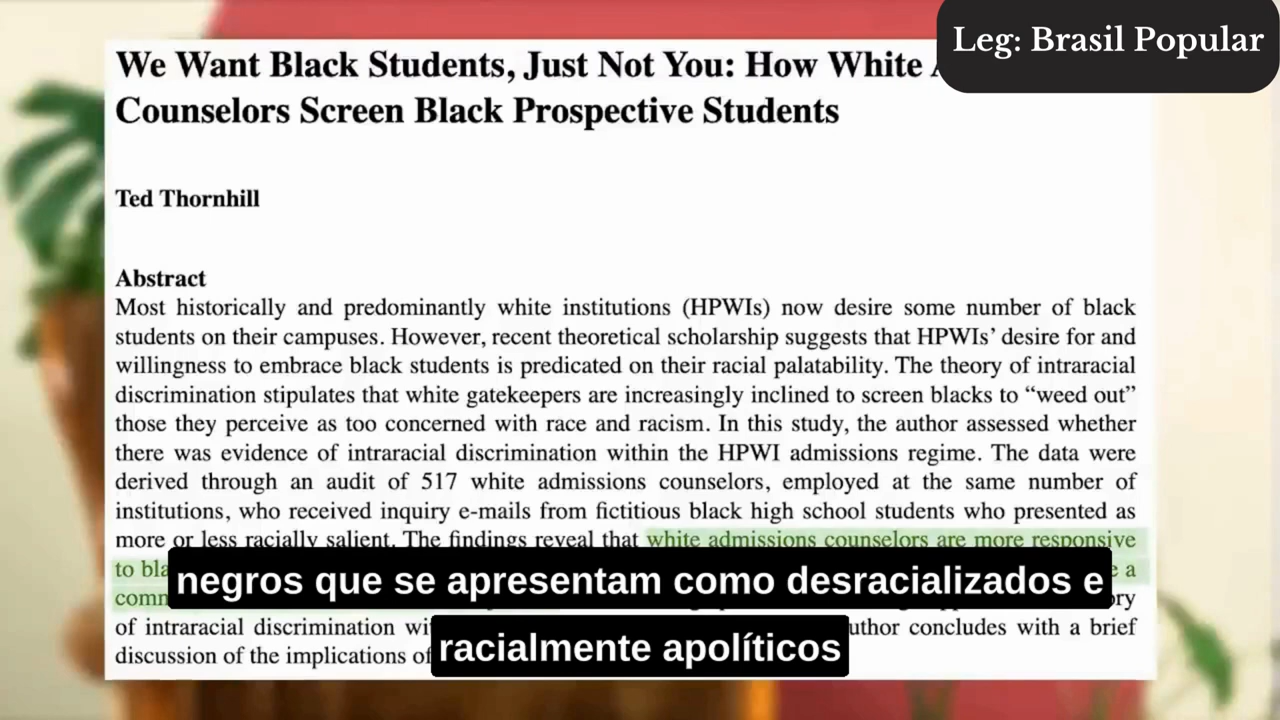 Leg: Brasil Popular
We Want Black Students, Just Not You: How White
Counselors Screen Black Prospective Students
Ted Thornhill
Abstract
Most historically and predominantly white institutions (HPWIs) now desire some number of black
students on their campuses. However, recent theoretical scholarship suggests that HPWIs’ desire for and
willingness to embrace black students is predicated on their racial palatability. The theory of intraracial
discrimination stipulates that white gatekeepers are increasingly inclined to screen blacks to “weed out”
those they perceive as too concerned with race and racism. In this study, the author assessed whether
there was evidence of intraracial discrimination within the HPWI admissions regime. The data were
derived through an audit of 517 white admissions counselors, employed at the same number of
institutions, who received inquiry e-mails from fictitious black high school students who presented as
more or less racially salient. The findings reveal that white admissions counselors are more responsive
to a
of intraracial discrimination author concludes with a brief
discussion of the implications of
negros que se apresentam como desracializados e
racialmente apolíticos